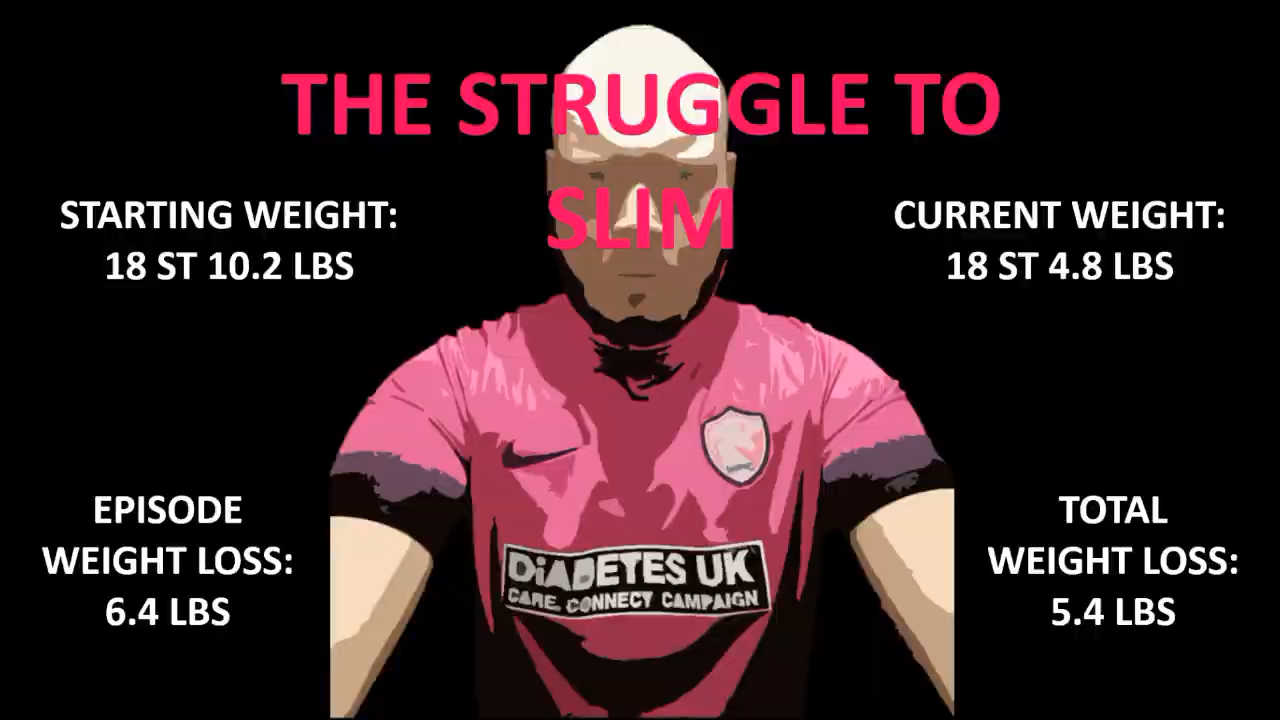 THE STRUGGLE TO
SLIM
STARTING WEIGHT:
18 ST 10.2 LBS
CURRENT WEIGHT:
18 ST 4.8 LBS
EPISODE
WEIGHT LOSS:
6.4 LBS
TOTAL
WEIGHT LOSS:
5.4 LBS
DiABETES UK
CARE. CONNECT CAMPAIGN